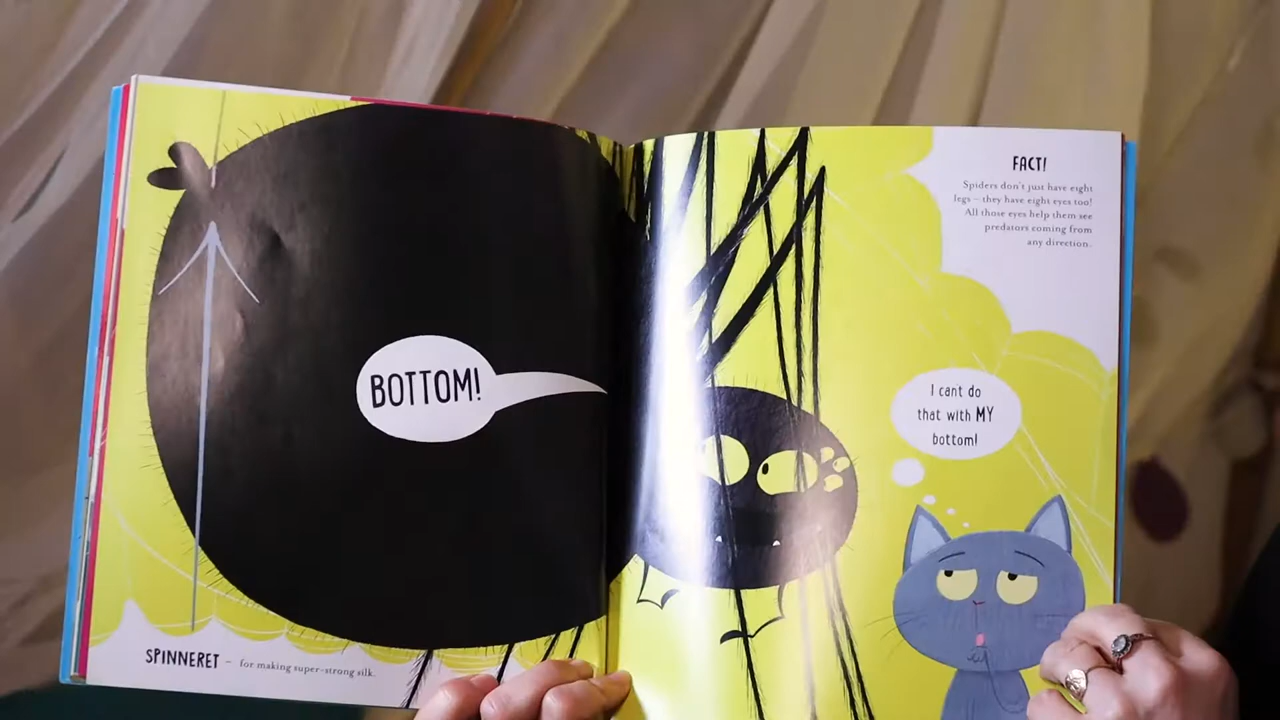 BOTTOM!
SPINNERET – for making super-strong silk.
FACT!
Spiders don't just have eight
legs – they have eight eyes too!
All those eyes help them see
predators coming from
any direction.
I cant do
that with MY
bottom!